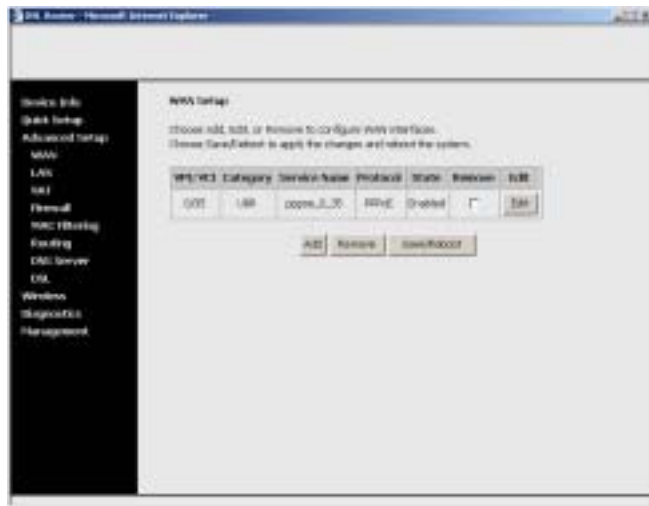 DSL Router - Microsoft Internet Explorer
Device Info
Quick Setup
Advanced Setup
WAN
LAN
NAT
Firewall
MAC Filtering
Routing
DNS Server
DSL
Wireless
Diagnostics
Management
WAN Setup
Choose Add, Edit, or Remove to configure WAN interfaces.
Choose Save/Reboot to apply the changes and reboot the system.
VPI/VCI Category Service Name Protocol State Remove Edit
0/35 UBR pppoe_0_35 PPPoE Enabled Edit
Add Remove Save/Reboot